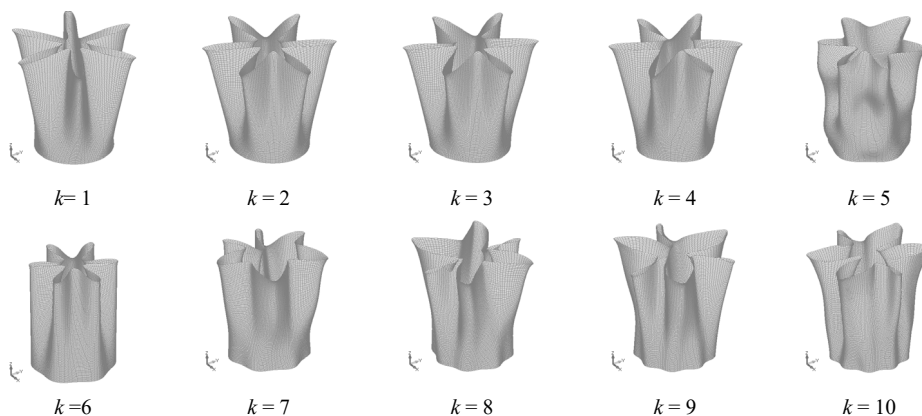 k= 1
k = 2
k = 3
k = 4
k = 5
k =6
k = 7
k = 8
k = 9
k = 10